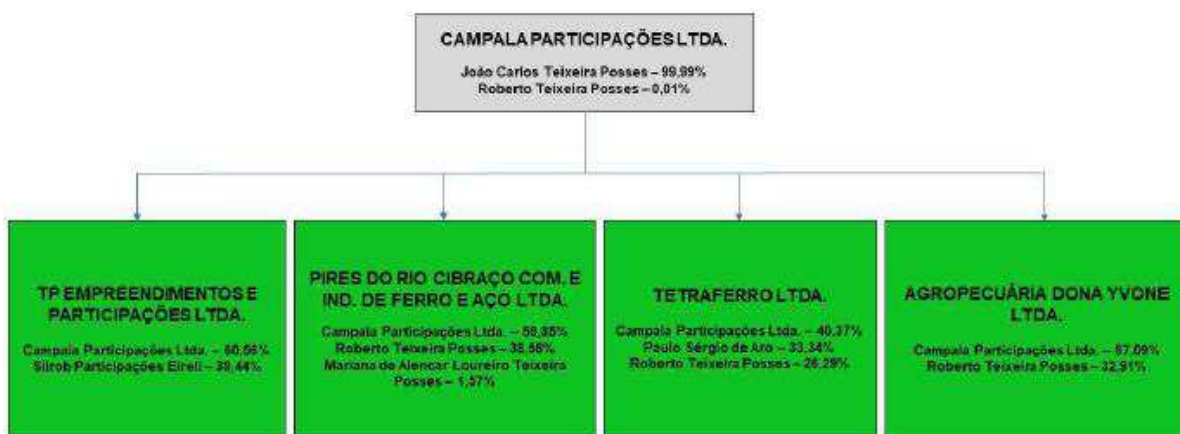 CAMPALA PARTICIPAÇÕES LTDA.
João Carlos Teixeira Posses – 99,99%
Roberto Teixeira Posses – 0,01%
TP EMPREENDIMENTOS E
PARTICIPAÇÕES LTDA.
Campala Participações Ltda. – 60,56%
Silrob Participações Eireli – 39,44%
PIRES DO RIO CIBRAÇO COM. E
IND. DE FERRO E AÇO LTDA.
Campala Participações Ltda. – 59,85%
Roberto Teixeira Posses – 38,58%
Mariana de Alencar Loureiro Teixeira
Posses – 1,57%
TETRAFERRO LTDA.
Campala Participações Ltda. – 40,37%
Paulo Sérgio de Aro – 33,34%
Roberto Teixeira Posses – 26,29%
AGROPECUÁRIA DONA YVONE
LTDA.
Campala Participações Ltda. – 67,09%
Roberto Teixeira Posses – 32,91%